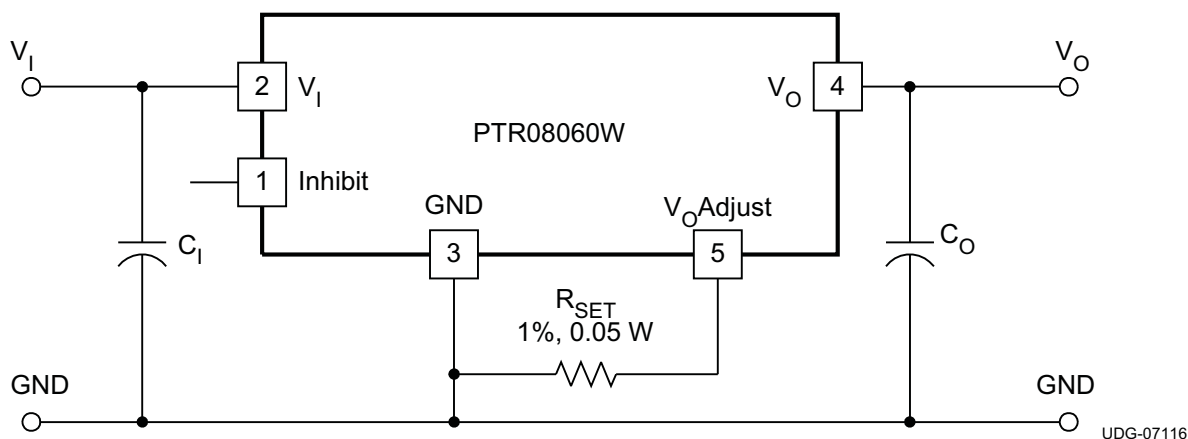 V_I
2
V_I
V_O
4
V_O
PTR08060W
1
Inhibit
GND
V_O Adjust
C_I
3
5
C_O
R_SET
1%, 0.05 W
GND
GND
UDG-07116